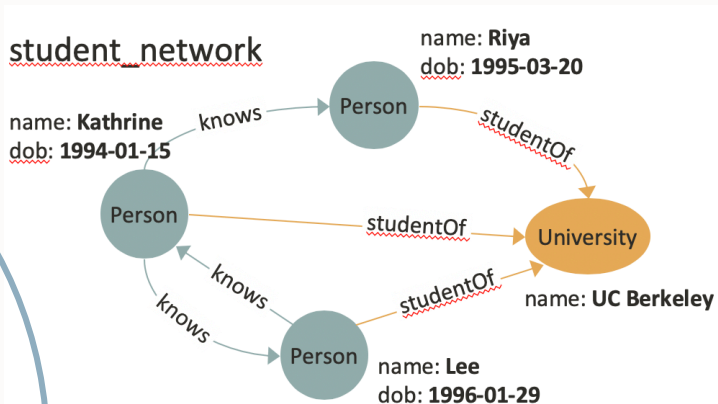 student_network
name: Riya
dob: 1995-03-20
name: Kathrine
dob: 1994-01-15
knows
Person
studentOf
Person
studentOf
University
knows
knows
studentOf
name: UC Berkeley
Person
name: Lee
dob: 1996-01-29